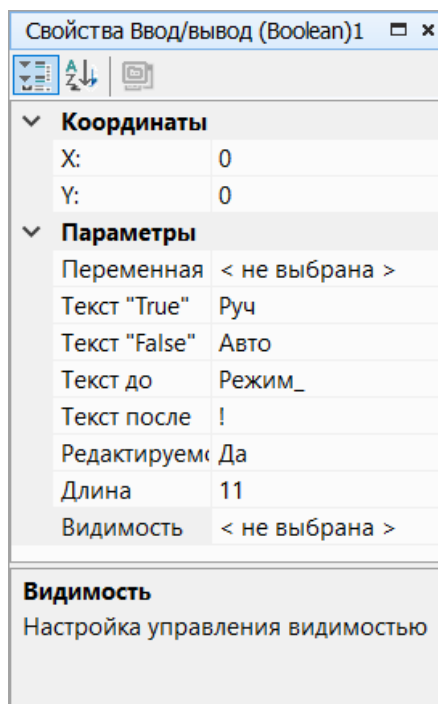 Свойства Ввод/вывод (Boolean)1
Координаты
X: 0
Y: 0
Параметры
Переменная < не выбрана >
Текст "True" Руч
Текст "False" Авто
Текст до Режим_
Текст после !
Редактируемо Да
Длина 11
Видимость < не выбрана >
Видимость
Настройка управления видимостью